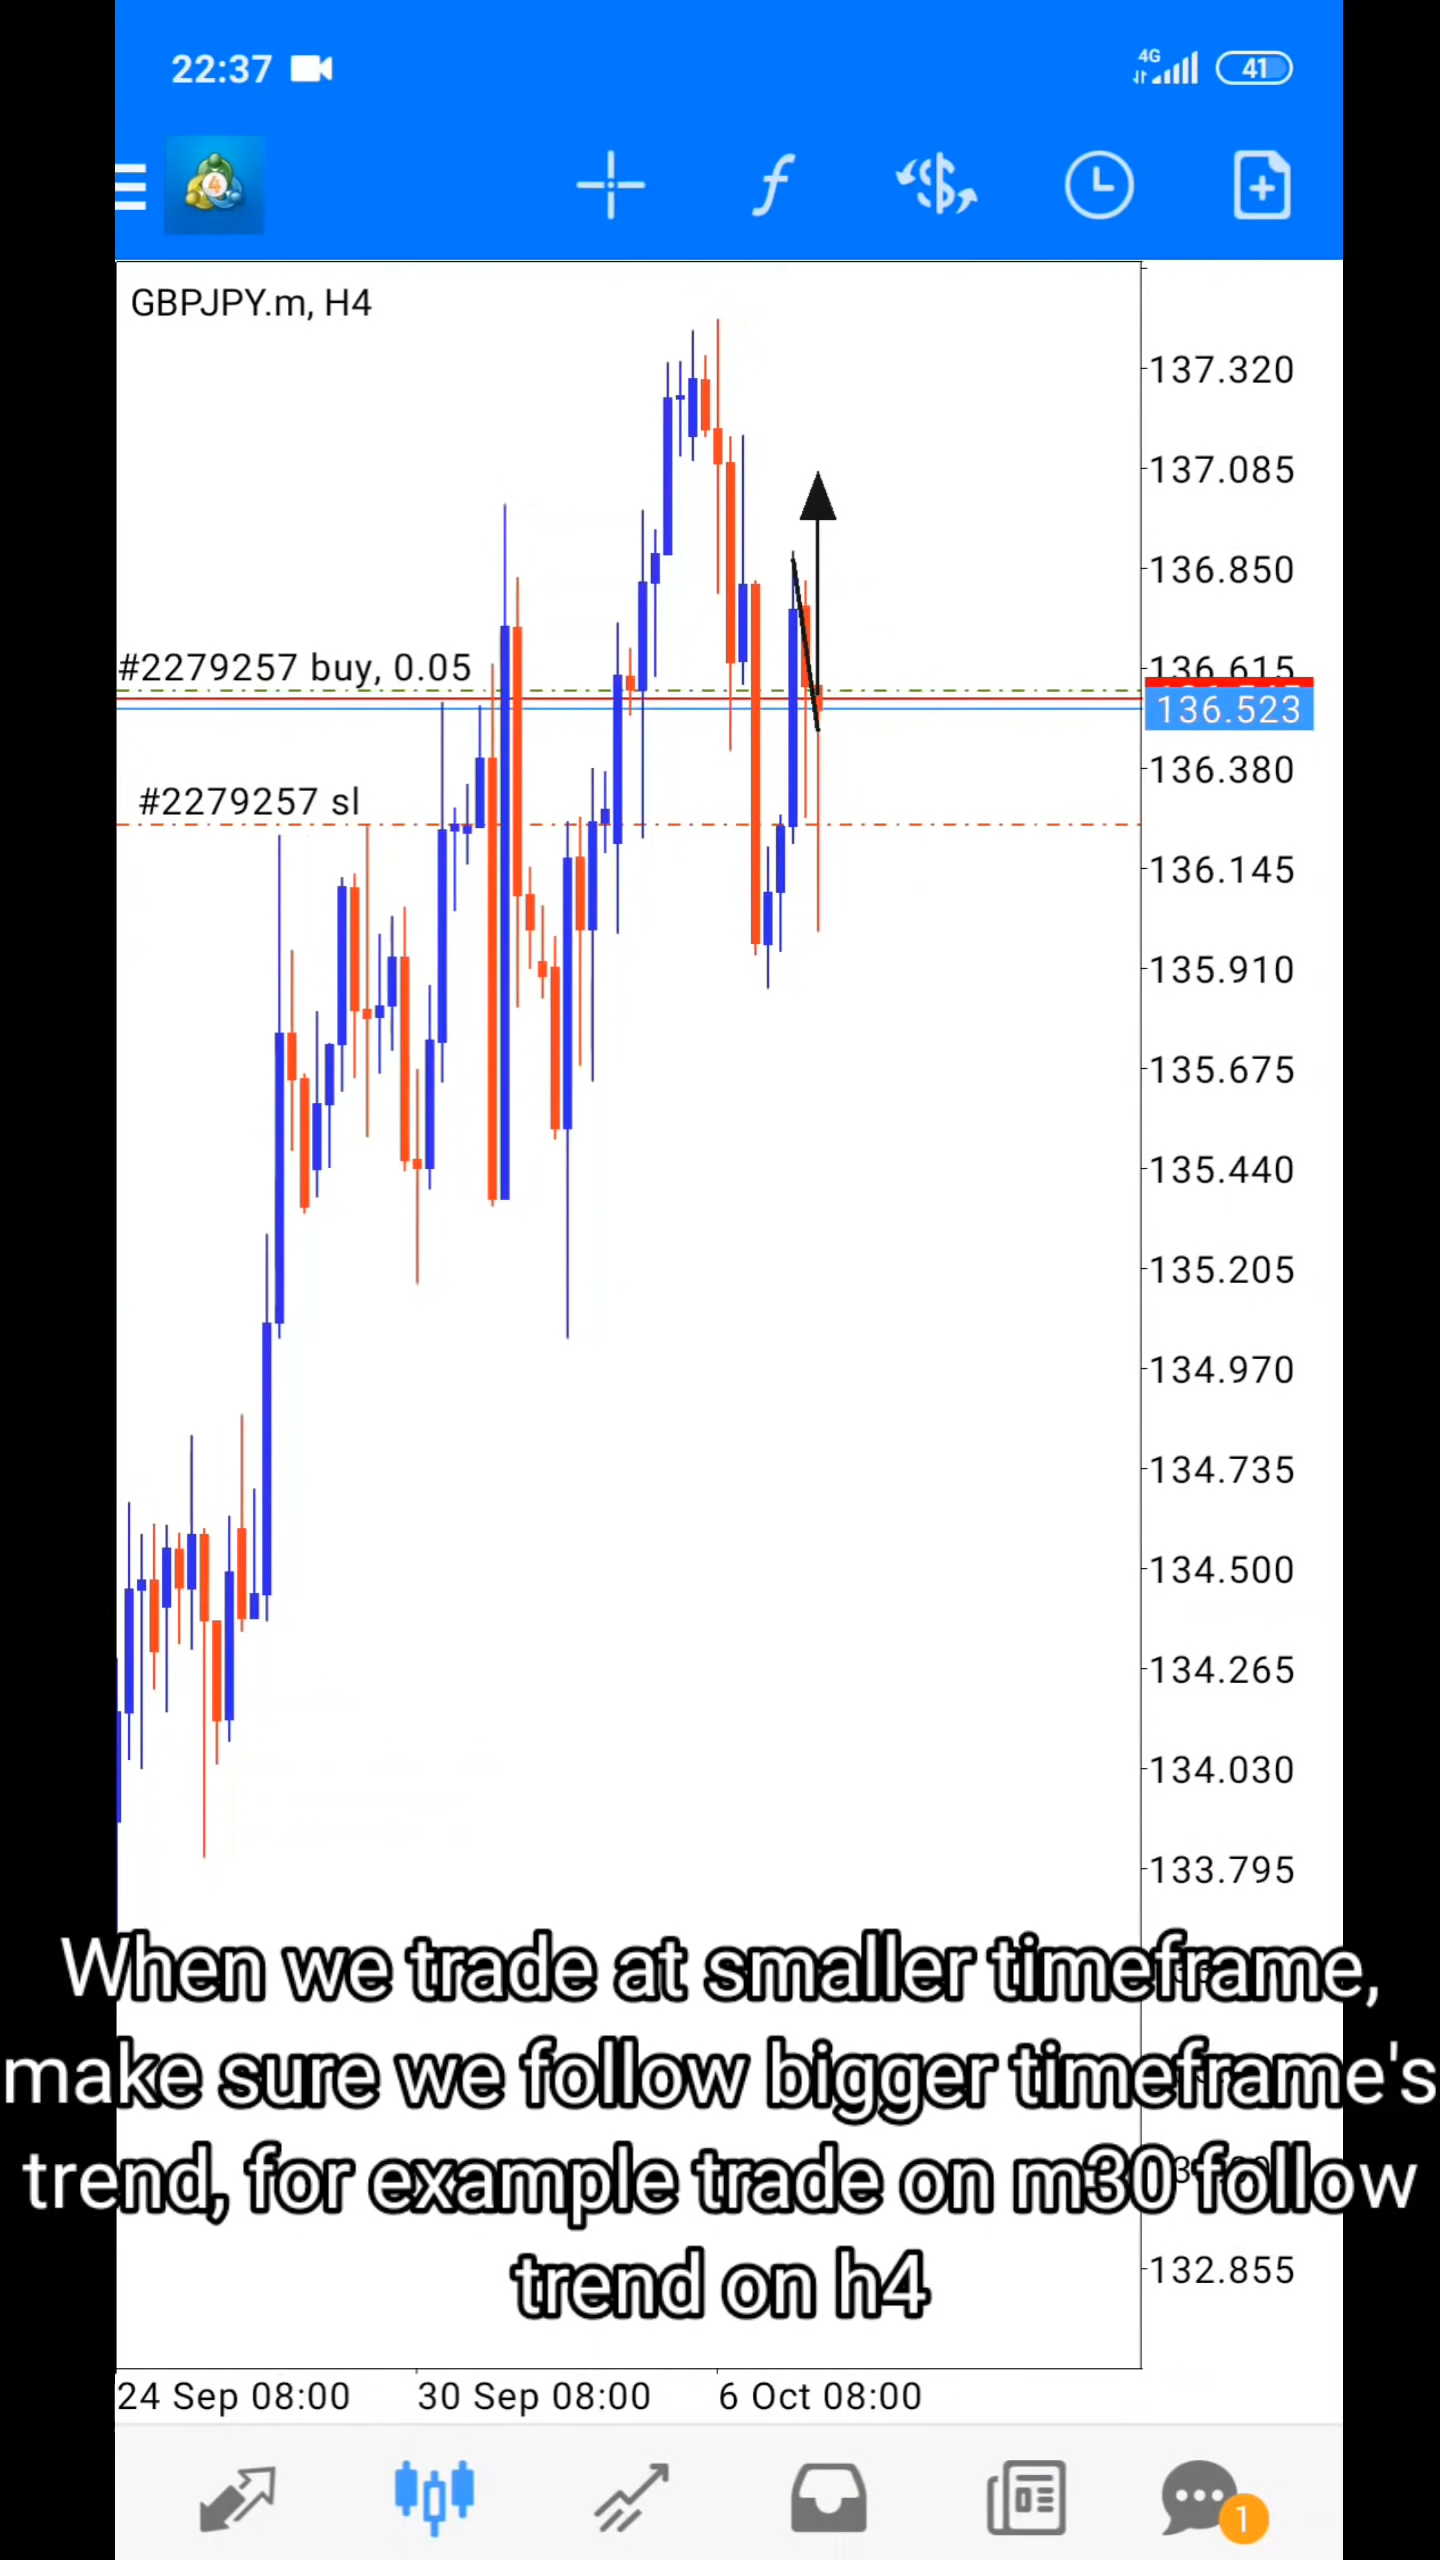 22:37
4G
41
4
GBPJPY.m, H4
137.320
137.085
136.850
#2279257 buy, 0.05
136.615
136.523
136.380
#2279257 sl
136.145
135.910
135.675
135.440
135.205
134.970
134.735
134.500
134.265
134.030
133.795
When we trade at smaller timeframe,
make sure we follow bigger timeframe's
trend, for example trade on m30 follow
trend on h4
132.855
24 Sep 08:00 30 Sep 08:00 6 Oct 08:00
1